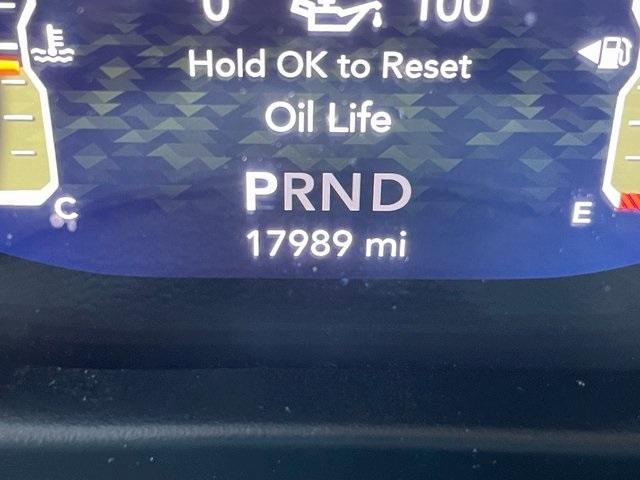 0 100
Hold OK to Reset
Oil Life
PRND
C E
17989 mi